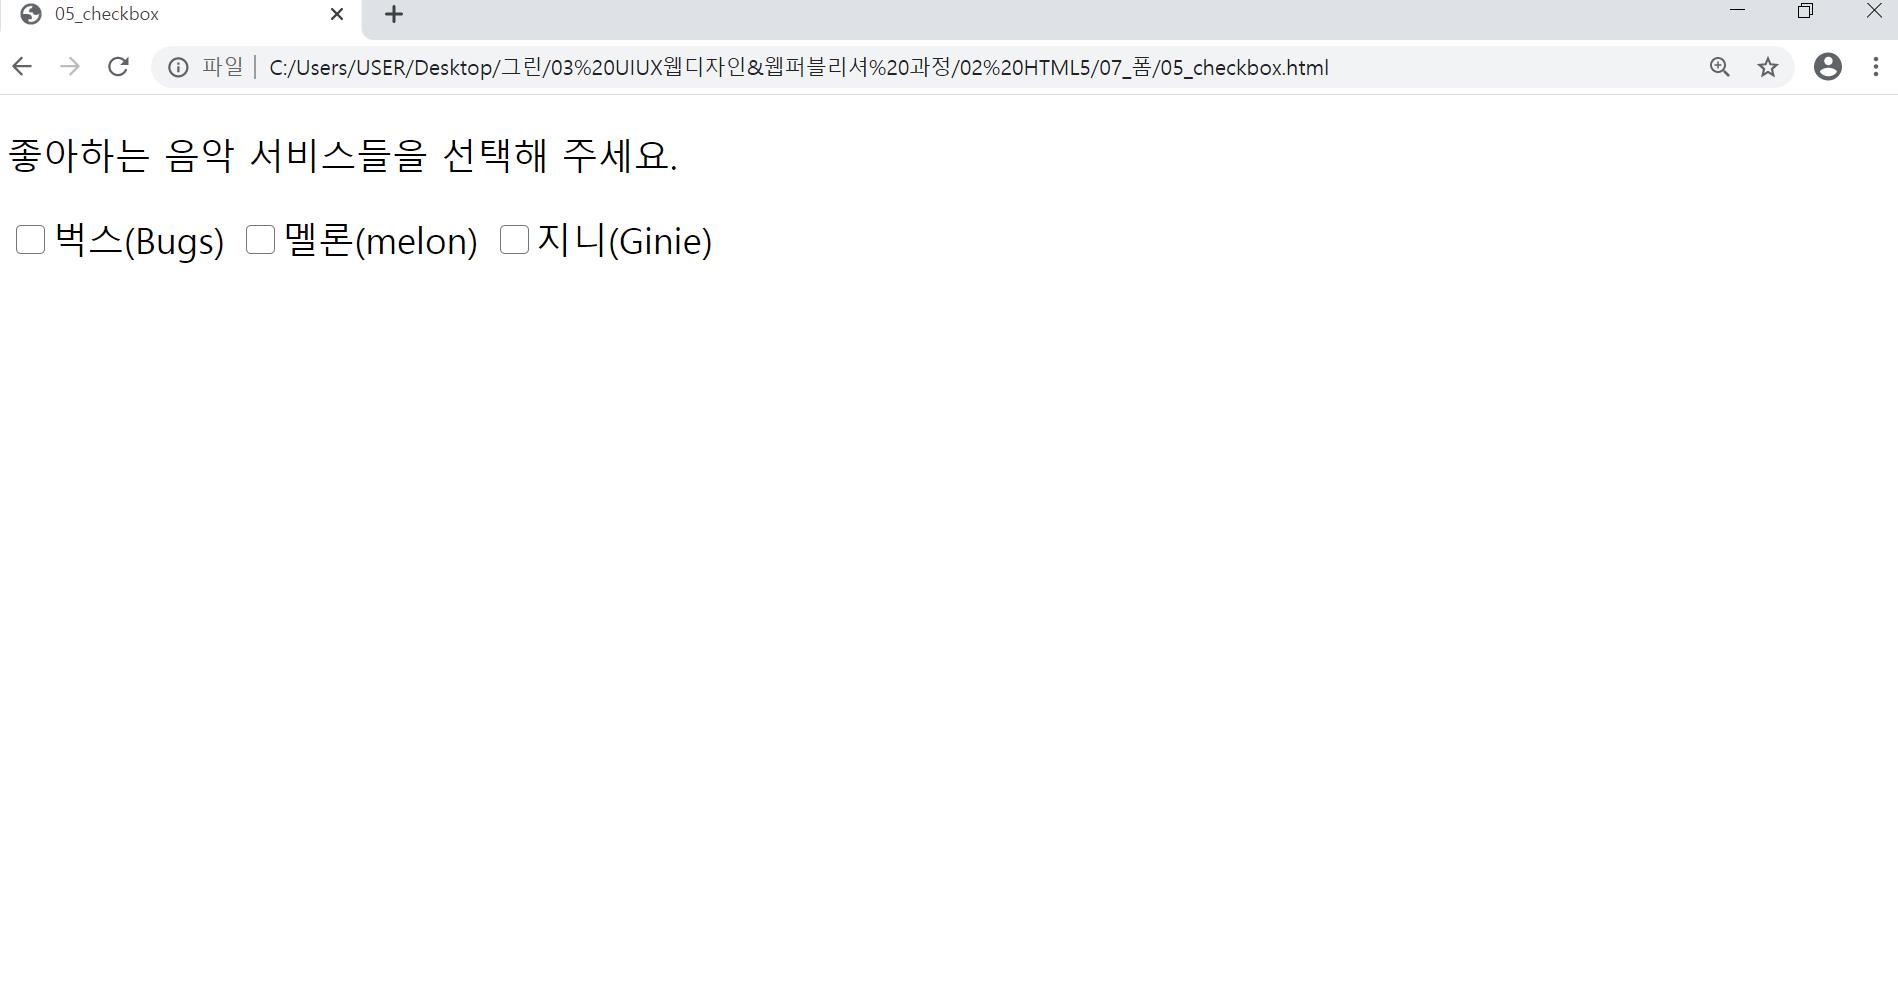 05_checkbox
파일 C:/Users/USER/Desktop/그린/03%20UIUX웹디자인&웹퍼블리셔%20과정/02%20HTML5/07_폼/05_checkbox.html
좋아하는 음악 서비스들을 선택해 주세요.
벅스(Bugs) 멜론(melon) 지니(Ginie)